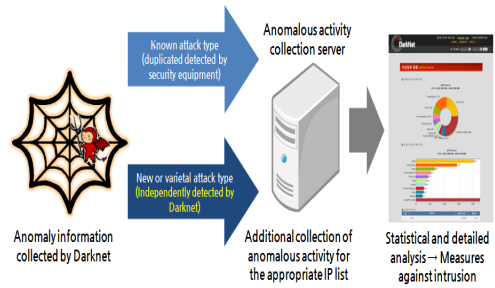 Known attack type
(duplicated detected by
security equipment)
New or varietal attack type
(Independently detected by
Darknet)
Anomaly information
collected by Darknet
Anomalous activity
collection server
Additional collection of
anomalous activity for
the appropriate IP list
DarkNet
Statistical and detailed
analysis→ Measures
against intrusion